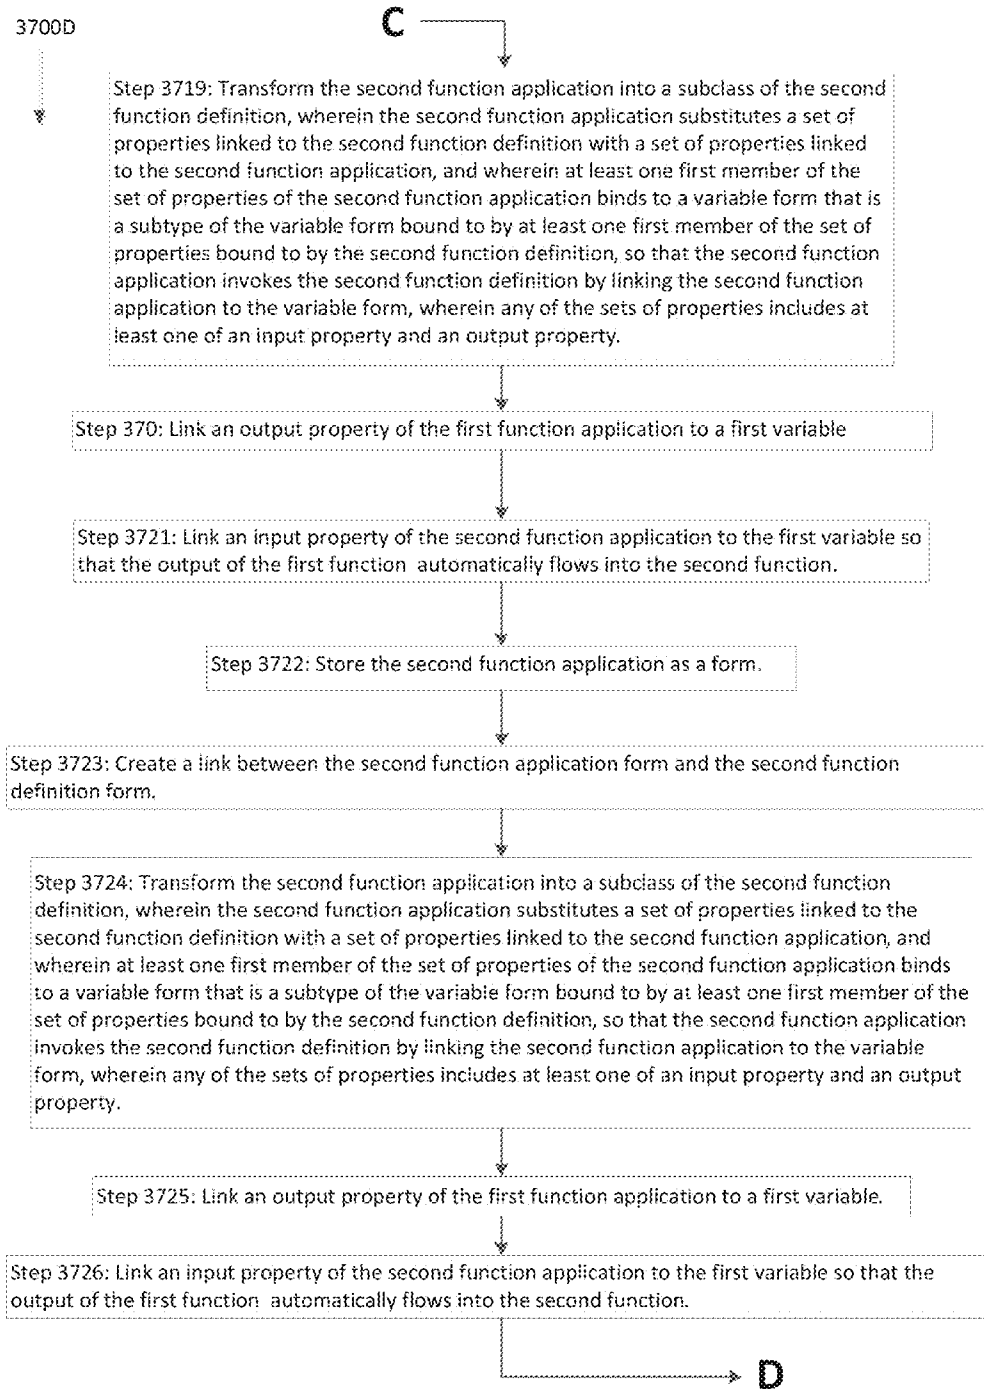 3700D
C
Step 3719: Transform the second function application into a subclass of the second
function definition, wherein the second function application substitutes a set of
properties linked to the second function definition with a set of properties linked
to the second function application, and wherein at least one first member of the
set of properties of the second function application binds to a variable form that is
a subtype of the variable form bound to by at least one first member of the set of
properties bound to by the second function definition, so that the second function
application invokes the second function definition by linking the second function
application to the variable form, wherein any of the sets of properties includes at
least one of an input property and an output property.
Step 370: Link an output property of the first function application to a first variable
Step 3721: Link an input property of the second function application to the first variable so
that the output of the first function automatically flows into the second function.
Step 3722: Store the second function application as a form.
Step 3723: Create a link between the second function application form and the second function
definition form.
Step 3724: Transform the second function application into a subclass of the second function
definition, wherein the second function application substitutes a set of properties linked to the
second function definition with a set of properties linked to the second function application, and
wherein at least one first member of the set of properties of the second function application binds
to a variable form that is a subtype of the variable form bound to by at least one first member of the
set of properties bound to by the second function definition, so that the second function application
invokes the second function definition by linking the second function application to the variable
form, wherein any of the sets of properties includes at least one of an input property and an output
property.
Step 3725: Link an output property of the first function application to a first variable.
Step 3726: Link an input property of the second function application to the first variable so that the
output of the first function automatically flows into the second function.
D